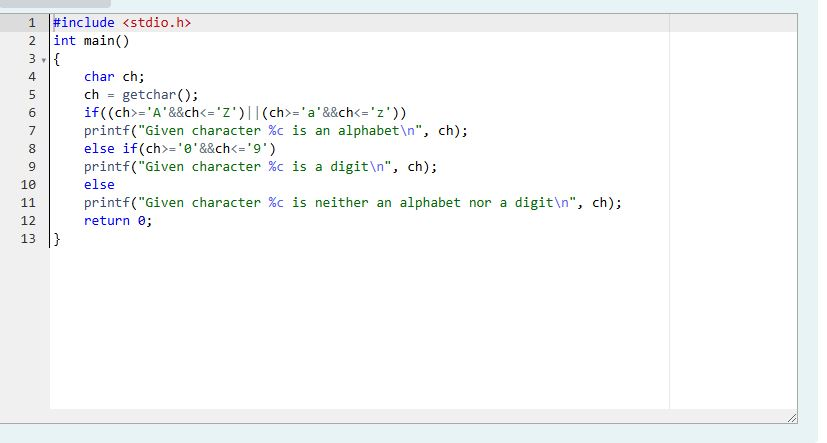 1 #include <stdio.h>
2 int main()
3 {
4     char ch;
5     ch = getchar();
6     if((ch>='A'&&ch<='Z')||(ch>='a'&&ch<='z'))
7     printf("Given character %c is an alphabet\n", ch);
8     else if(ch>='0'&&ch<='9')
9     printf("Given character %c is a digit\n", ch);
10     else
11     printf("Given character %c is neither an alphabet nor a digit\n", ch);
12     return 0;
13 }